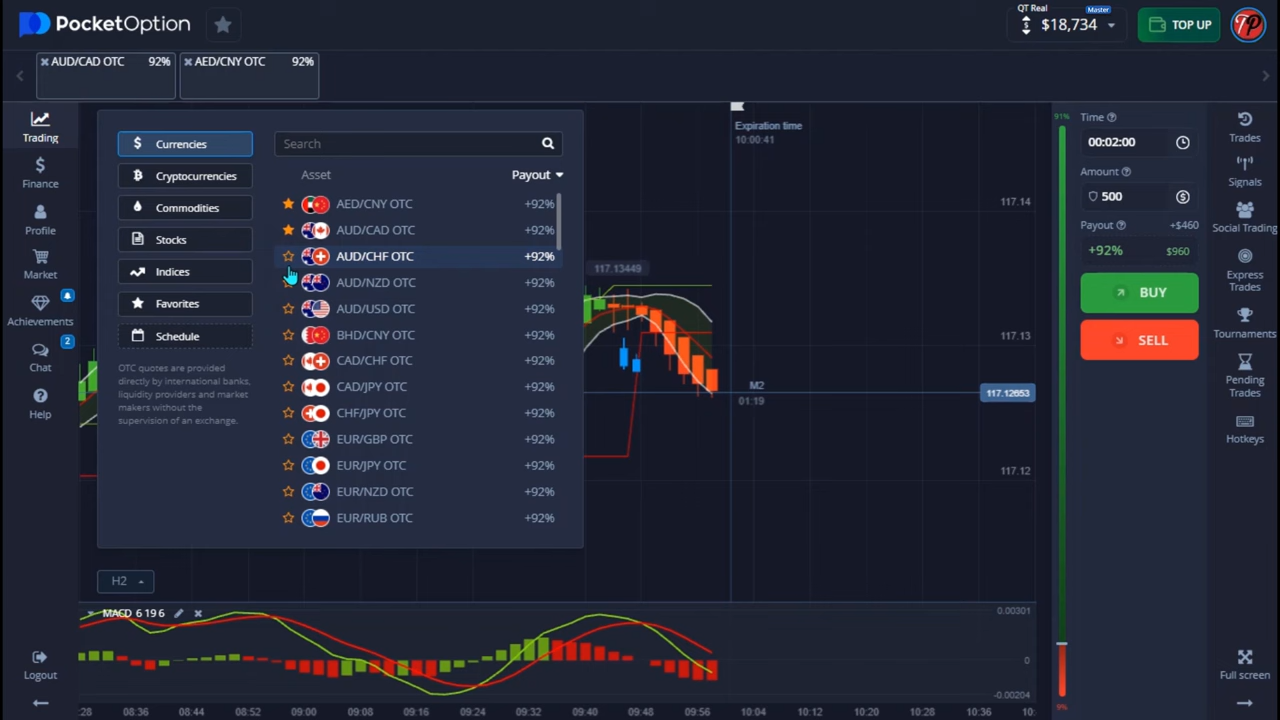 PocketOption
QT Real
Master
$18,734
TOP UP
AUD/CAD OTC 92%
AED/CNY OTC 92%
Trading
Finance
Profile
Market
Achievements
2
Chat
Help
Logout
$ Currencies
Cryptocurrencies
Commodities
Stocks
Indices
Favorites
Schedule
OTC quotes are provided
directly by international banks,
liquidity providers and market
makers without the
supervision of an exchange.
Search
Asset Payout
AED/CNY OTC +92%
AUD/CAD OTC +92%
AUD/CHF OTC +92%
AUD/NZD OTC +92%
AUD/USD OTC +92%
BHD/CNY OTC +92%
CAD/CHF OTC +92%
CAD/JPY OTC +92%
CHF/JPY OTC +92%
EUR/GBP OTC +92%
EUR/JPY OTC +92%
EUR/NZD OTC +92%
EUR/RUB OTC +92%
H2
Expiration time
10:00:41
117.13449
M2
01:19
117.14
117.13
117.12653
117.12
MACD 6 19 6
0.00301
0
-0.00204
:28 08:36 08:44 08:52 09:00 09:08 09:16 09:24 09:32 09:40 09:48 09:56 10:04 10:12 10:20 10:28 10:36 10:
91%
9%
Time
00:02:00
Amount
500
Payout +$460
+92% $960
BUY
SELL
Trades
Signals
Social Trading
Express
Trades
Tournaments
Pending
Trades
Hotkeys
Full screen